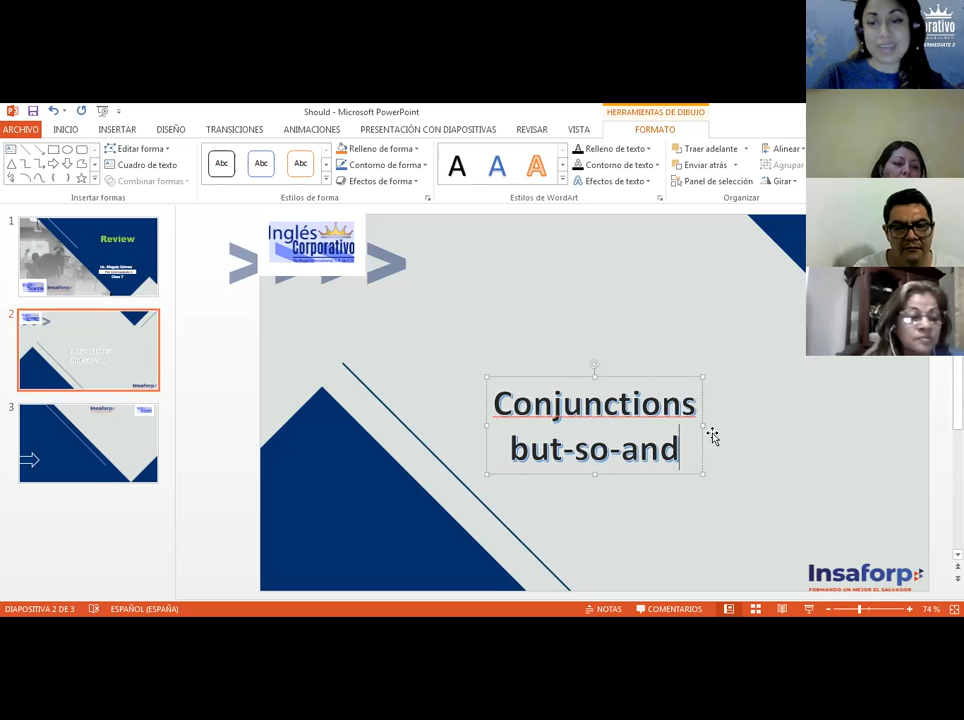 Should - Microsoft PowerPoint
HERRAMIENTAS DE DIBUJO
ARCHIVO INICIO INSERTAR DISEÑO TRANSICIONES ANIMACIONES PRESENTACIÓN CON DIAPOSITIVAS REVISAR VISTA FORMATO
Editar forma
Cuadro de texto
Combinar formas
Insertar formas
Abc Abc Abc
Relleno de forma
Contorno de forma
Efectos de forma
Estilos de forma
A A A
Relleno de texto
Contorno de texto
Efectos de texto
Estilos de WordArt
Traer adelante
Enviar atrás
Panel de selección
Alinear
Agrupar
Girar
Organizar
1
Review
2
3
Inglés
Corporativo
Conjunctions
but-so-and
Insaforp
FORMANDO UN MEJOR EL SALVADOR
DIAPOSITIVA 2 DE 3 ESPAÑOL (ESPAÑA) NOTAS COMENTARIOS 74 %